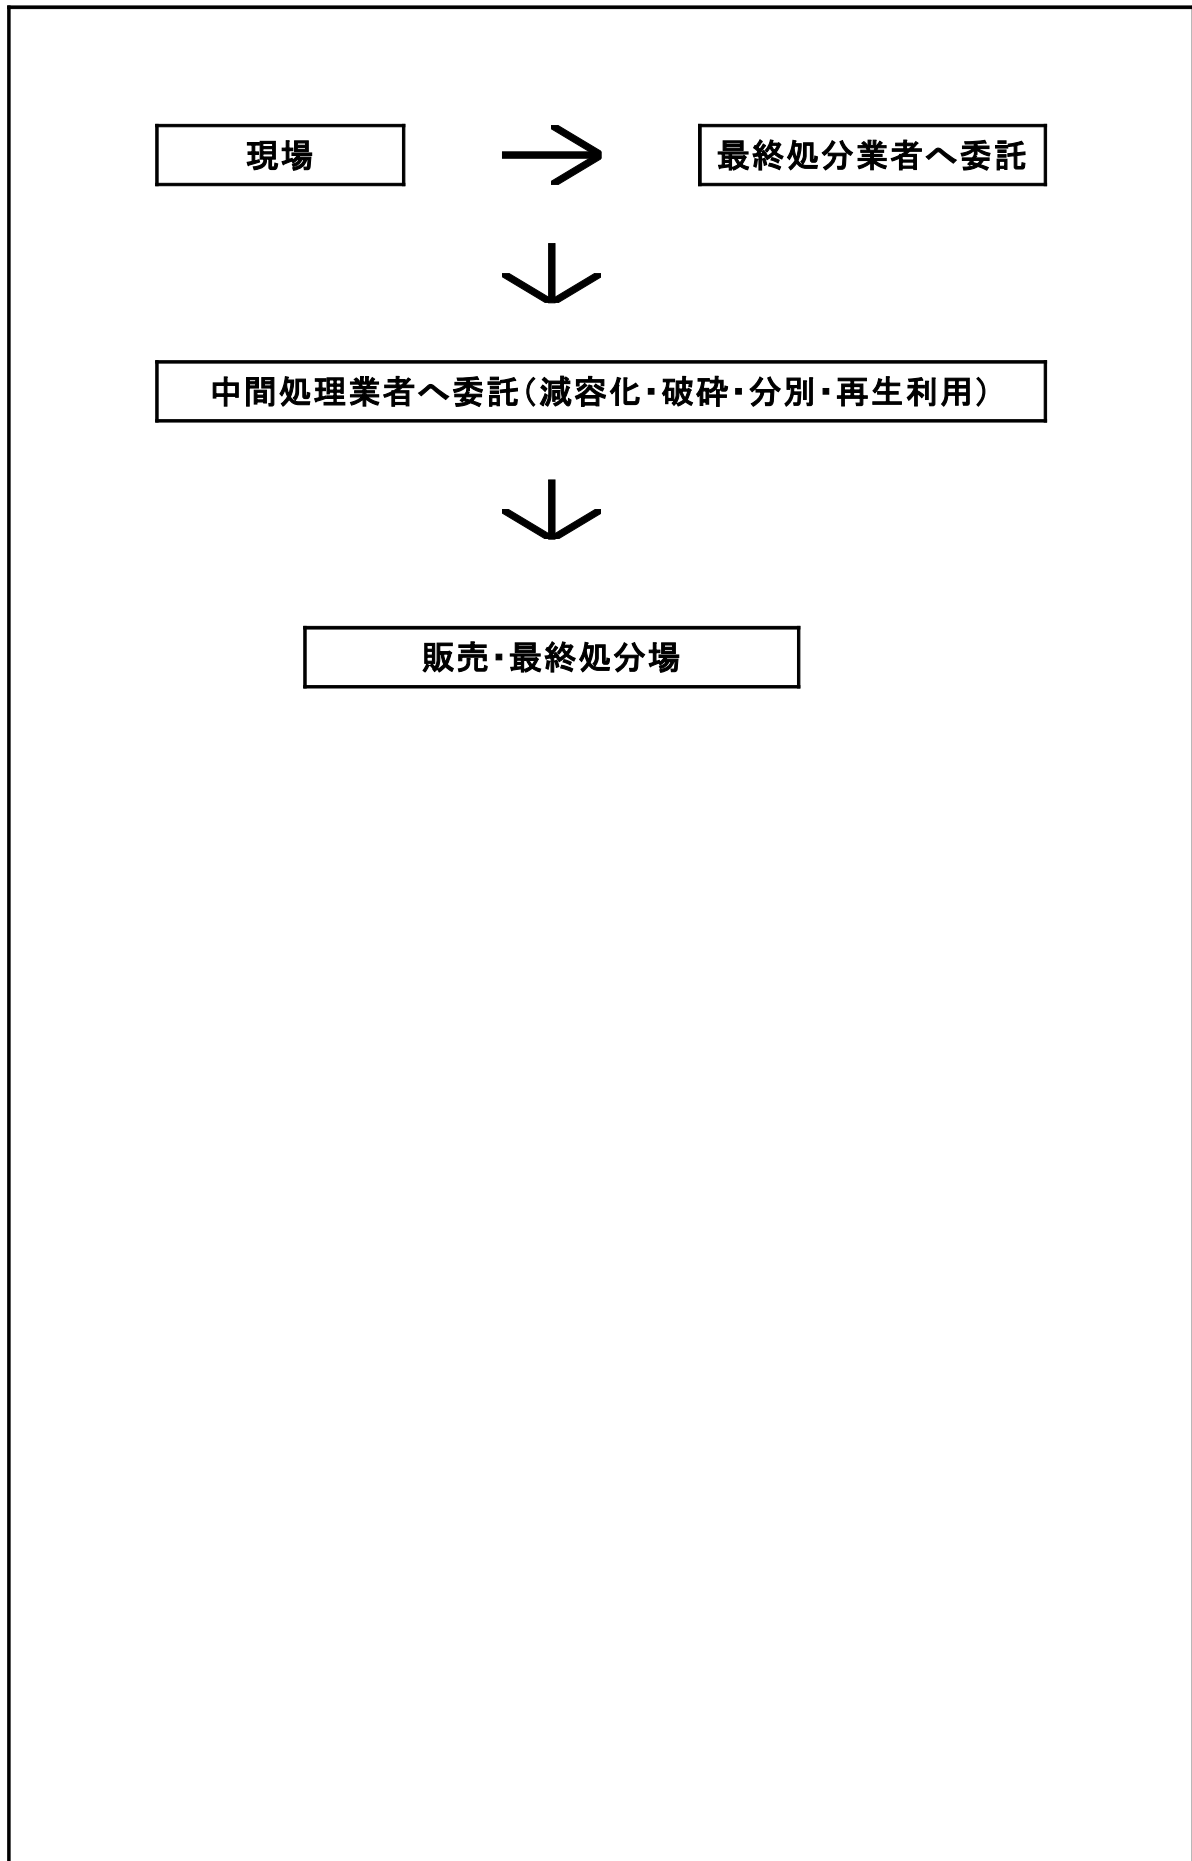 現場
最終処分業者へ委託
中間処理業者へ委託（減容化・破砕・分別・再生利用）
販売・最終処分場